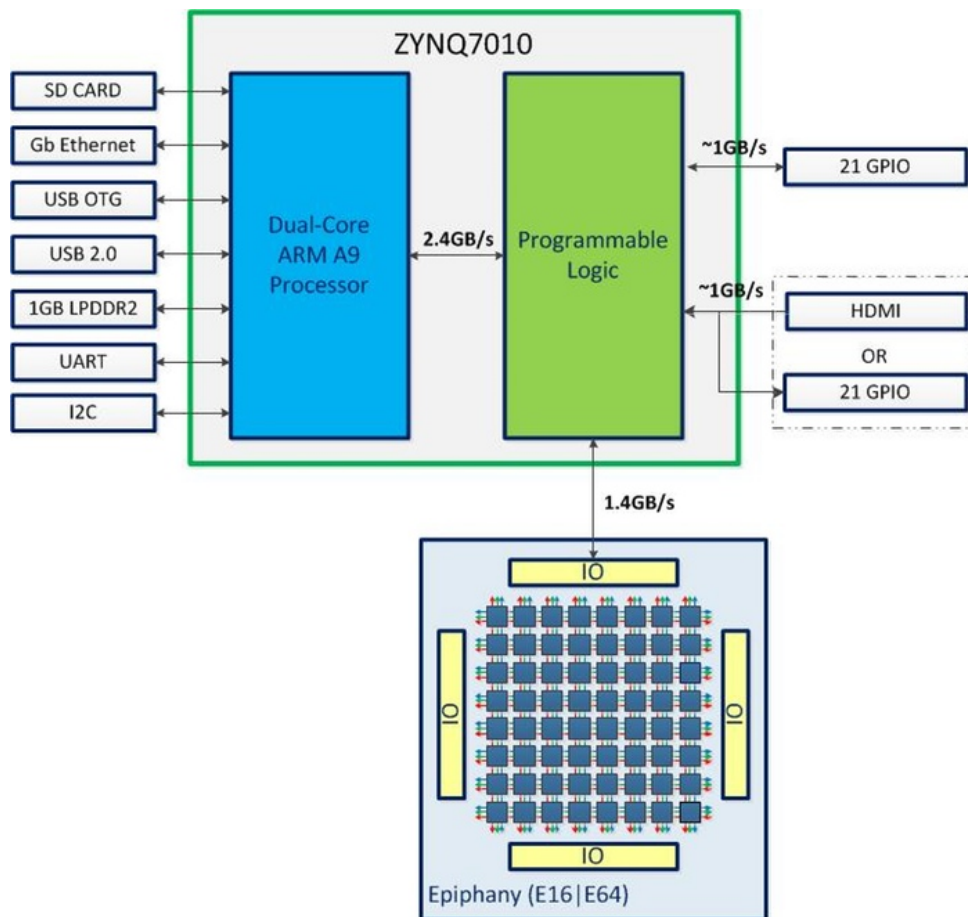 ZYNQ7010
SD CARD
Gb Ethernet
USB OTG
USB 2.0
1GB LPDDR2
UART
I2C
Dual-Core
ARM A9
Processor
2.4GB/s
Programmable
Logic
~1GB/s
21 GPIO
~1GB/s
HDMI
OR
21 GPIO
1.4GB/s
IO
IO
IO
IO
Epiphany (E16|E64)